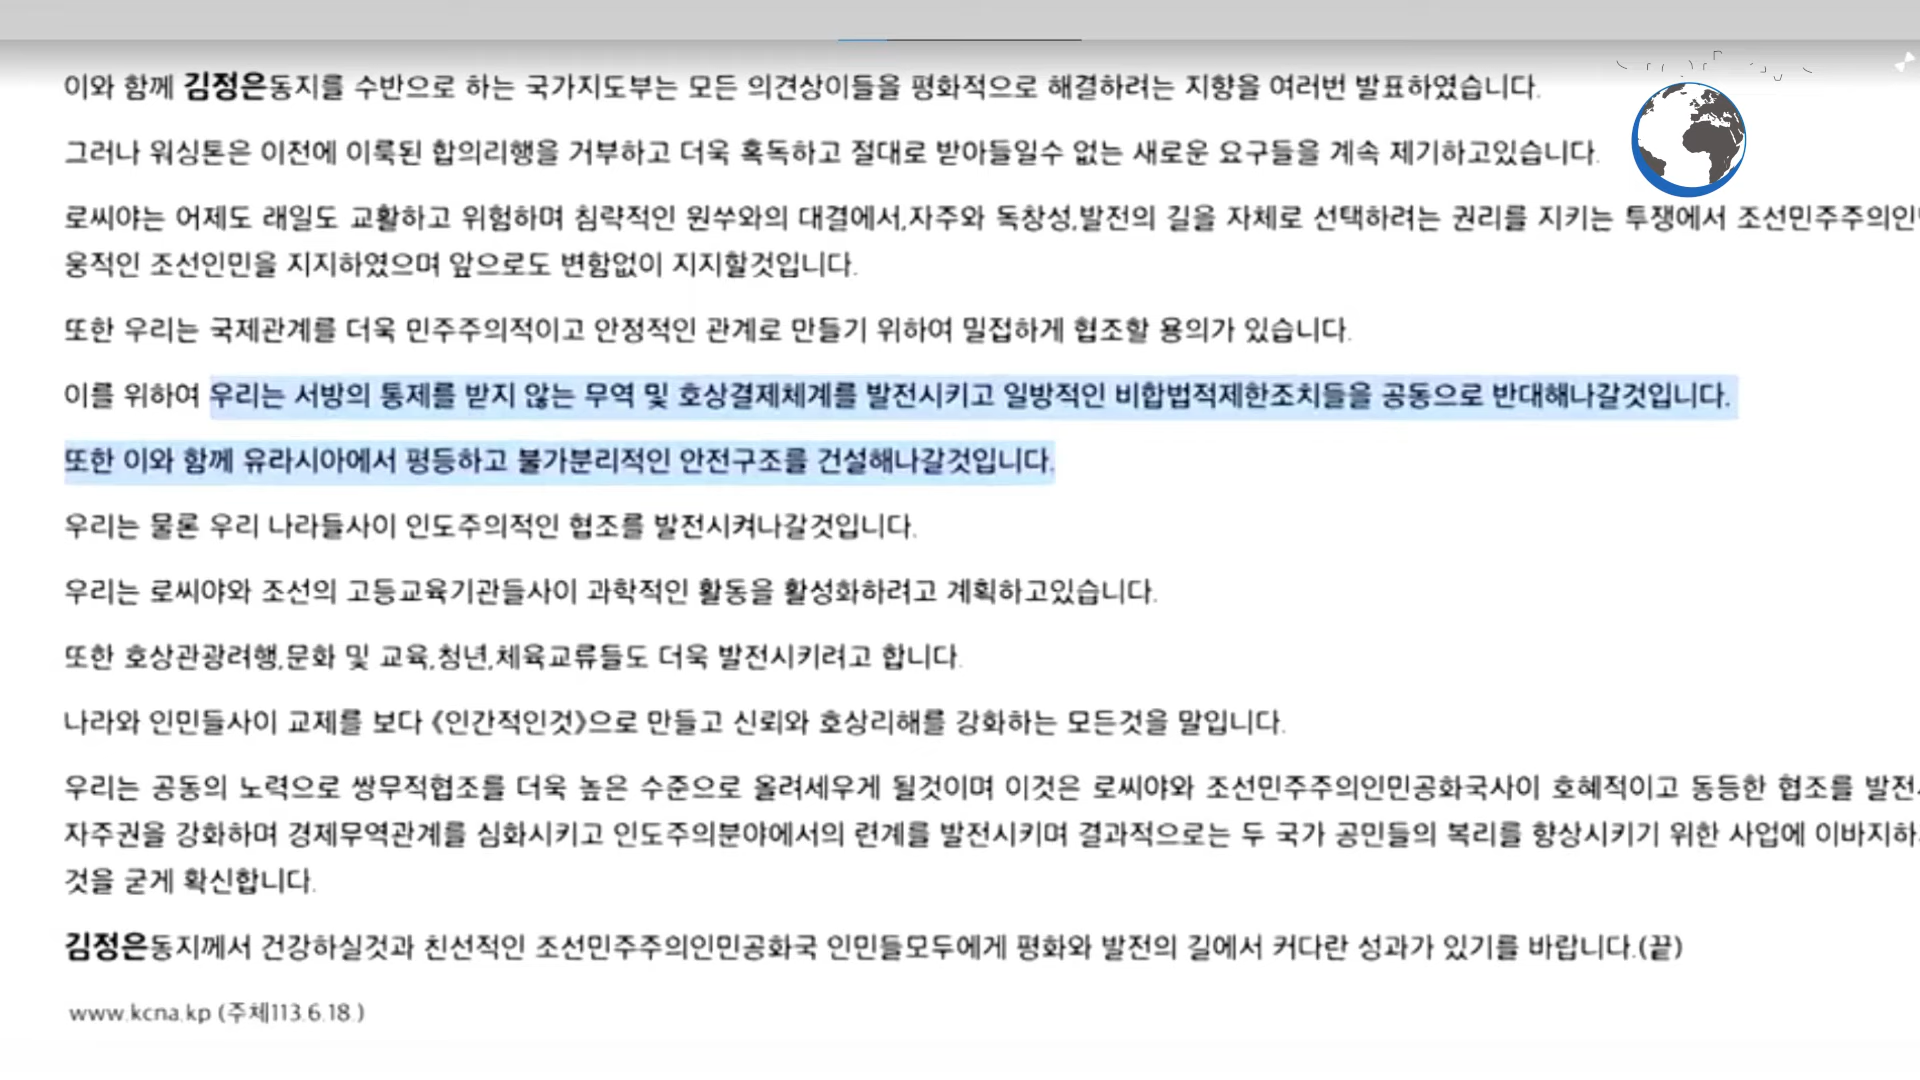 이와 함께 김정은동지를 수반으로 하는 국가지도부는 모든 의견상이들을 평화적으로 해결하려는 지향을 여러번 발표하였습니다.
그러나 워싱톤은 이전에 이룩된 합의리행을 거부하고 더욱 혹독하고 절대로 받아들일수 없는 새로운 요구들을 계속 제기하고있습니다.
로씨야는 어제도 래일도 교활하고 위험하며 침략적인 원쑤와의 대결에서,자주와 독창성,발전의 길을 자체로 선택하려는 권리를 지키는 투쟁에서 조선민주주의인
웅적인 조선인민을 지지하였으며 앞으로도 변함없이 지지할것입니다.
또한 우리는 국제관계를 더욱 민주주의적이고 안정적인 관계로 만들기 위하여 밀접하게 협조할 용의가 있습니다.
이를 위하여 우리는 서방의 통제를 받지 않는 무역 및 호상결제체계를 발전시키고 일방적인 비합법적제한조치들을 공동으로 반대해나갈것입니다.
또한 이와 함께 유라시아에서 평등하고 불가분리적인 안전구조를 건설해나갈것입니다.
우리는 물론 우리 나라들사이 인도주의적인 협조를 발전시켜나갈것입니다.
우리는 로씨야와 조선의 고등교육기관들사이 과학적인 활동을 활성화하려고 계획하고있습니다.
또한 호상관광려행,문화 및 교육,청년,체육교류들도 더욱 발전시키려고 합니다.
나라와 인민들사이 교제를 보다 《인간적인것》으로 만들고 신뢰와 호상리해를 강화하는 모든것을 말입니다.
우리는 공동의 노력으로 쌍무적협조를 더욱 높은 수준으로 올려세우게 될것이며 이것은 로씨야와 조선민주주의인민공화국사이 호혜적이고 동등한 협조를 발전
자주권을 강화하며 경제무역관계를 심화시키고 인도주의분야에서의 련계를 발전시키며 결과적으로는 두 국가 공민들의 복리를 향상시키기 위한 사업에 이바지하
것을 굳게 확신합니다.
김정은동지께서 건강하실것과 친선적인 조선민주주의인민공화국 인민들모두에게 평화와 발전의 길에서 커다란 성과가 있기를 바랍니다.(끝)
www.kcna.kp (주체113.6.18.)